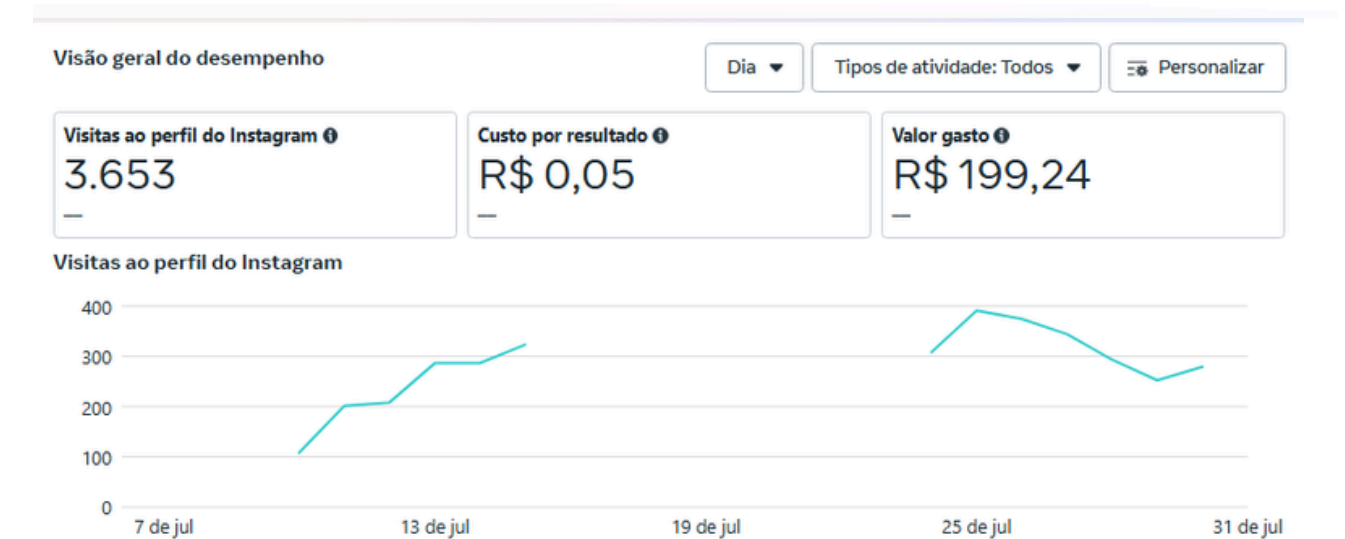 Visão geral do desempenho
Dia
Tipos de atividade: Todos
Personalizar
Visitas ao perfil do Instagram
3.653
—
Custo por resultado
R$ 0,05
—
Valor gasto
R$ 199,24
—
Visitas ao perfil do Instagram
400
300
200
100
0
7 de jul
13 de jul
19 de jul
25 de jul
31 de jul